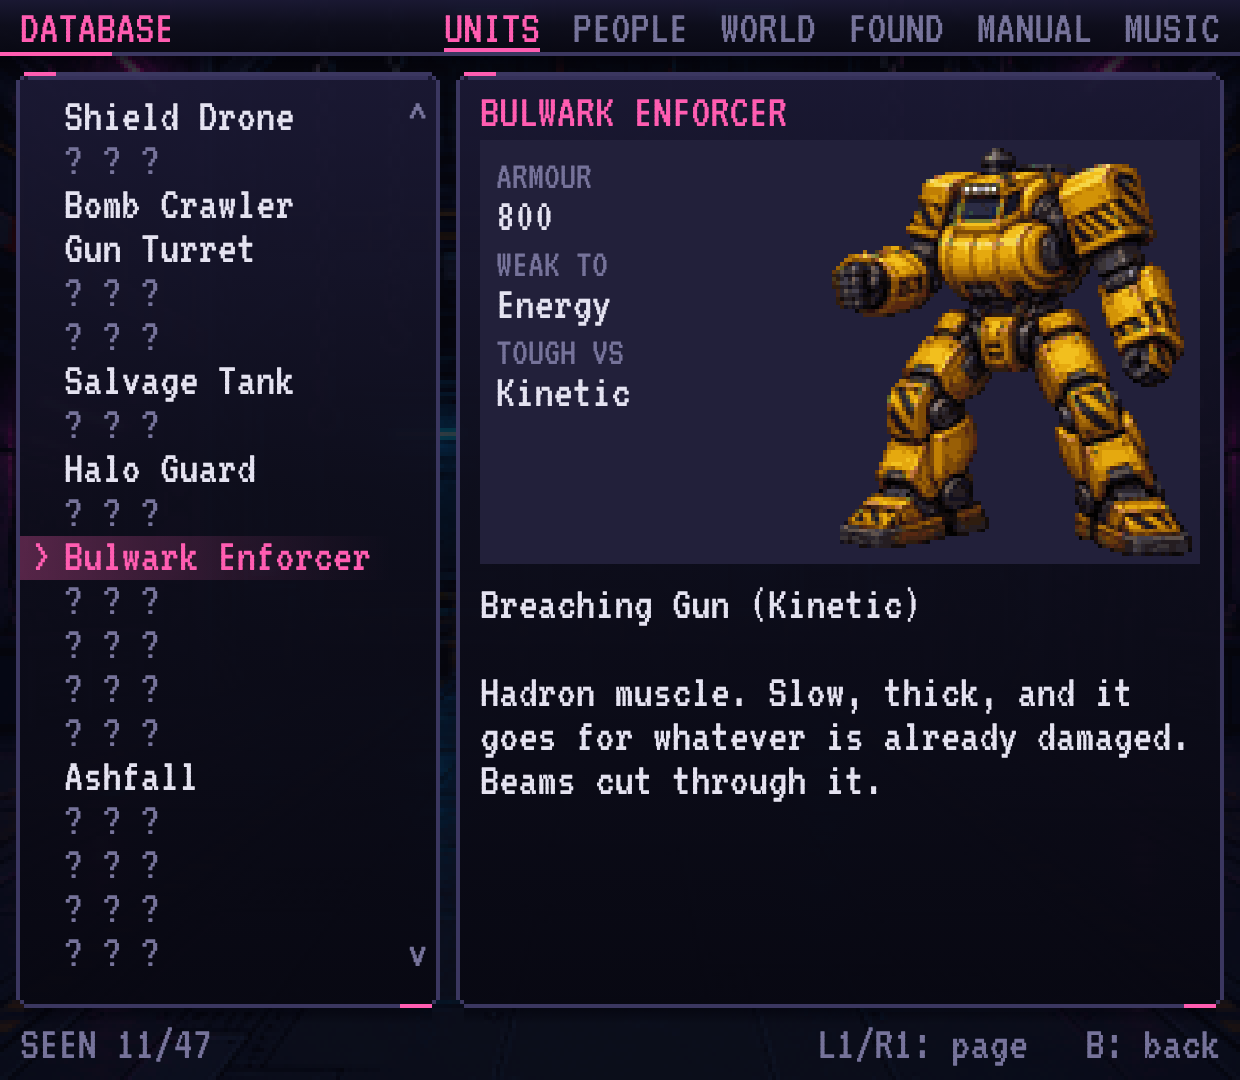 DATABASE UNITS PEOPLE WORLD FOUND MANUAL MUSIC
Shield Drone
? ? ?
Bomb Crawler
Gun Turret
? ? ?
? ? ?
Salvage Tank
? ? ?
Halo Guard
? ? ?
> Bulwark Enforcer
? ? ?
? ? ?
? ? ?
? ? ?
Ashfall
? ? ?
? ? ?
? ? ?
? ? ?
BULWARK ENFORCER
ARMOUR
800
WEAK TO
Energy
TOUGH VS
Kinetic
Breaching Gun (Kinetic)
Hadron muscle. Slow, thick, and it
goes for whatever is already damaged.
Beams cut through it.
SEEN 11/47
L1/R1: page B: back